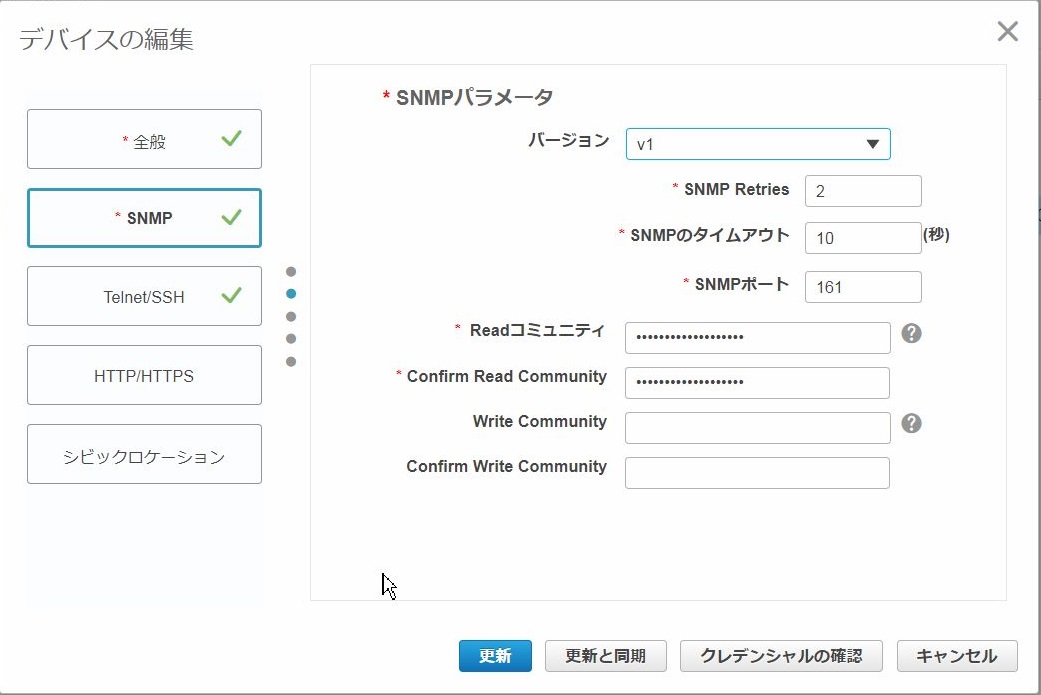 デバイスの編集
* 全般
* SNMP
Telnet/SSH
HTTP/HTTPS
シビックロケーション
* SNMPパラメータ
バージョン v1
* SNMP Retries 2
* SNMPのタイムアウト 10 (秒)
* SNMPポート 161
* Readコミュニティ •••••••••••••••••••
* Confirm Read Community •••••••••••••••••••
Write Community
Confirm Write Community
更新 更新と同期 クレデンシャルの確認 キャンセル